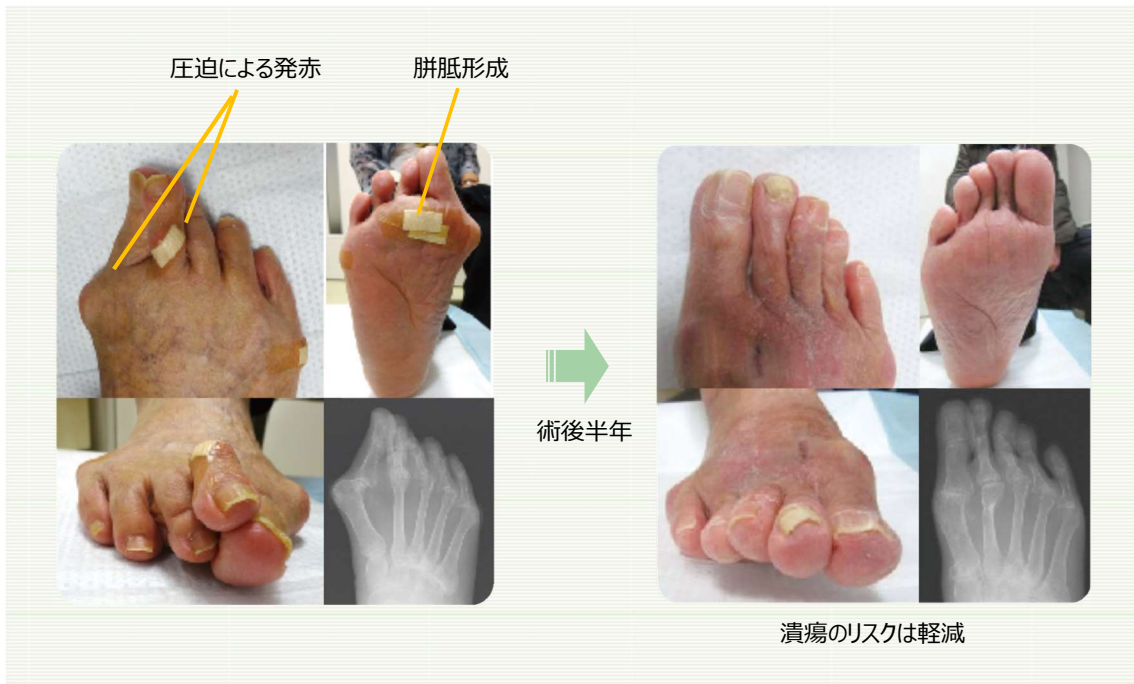 圧迫による発赤
胼胝形成
術後半年
潰瘍のリスクは軽減